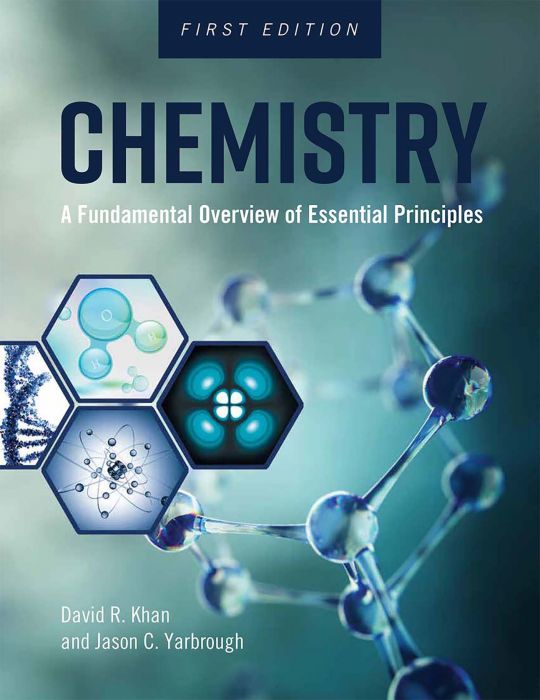 FIRST EDITION
CHEMISTRY
A Fundamental Overview of Essential Principles
O
H
H
David R. Khan
and Jason C. Yarbrough